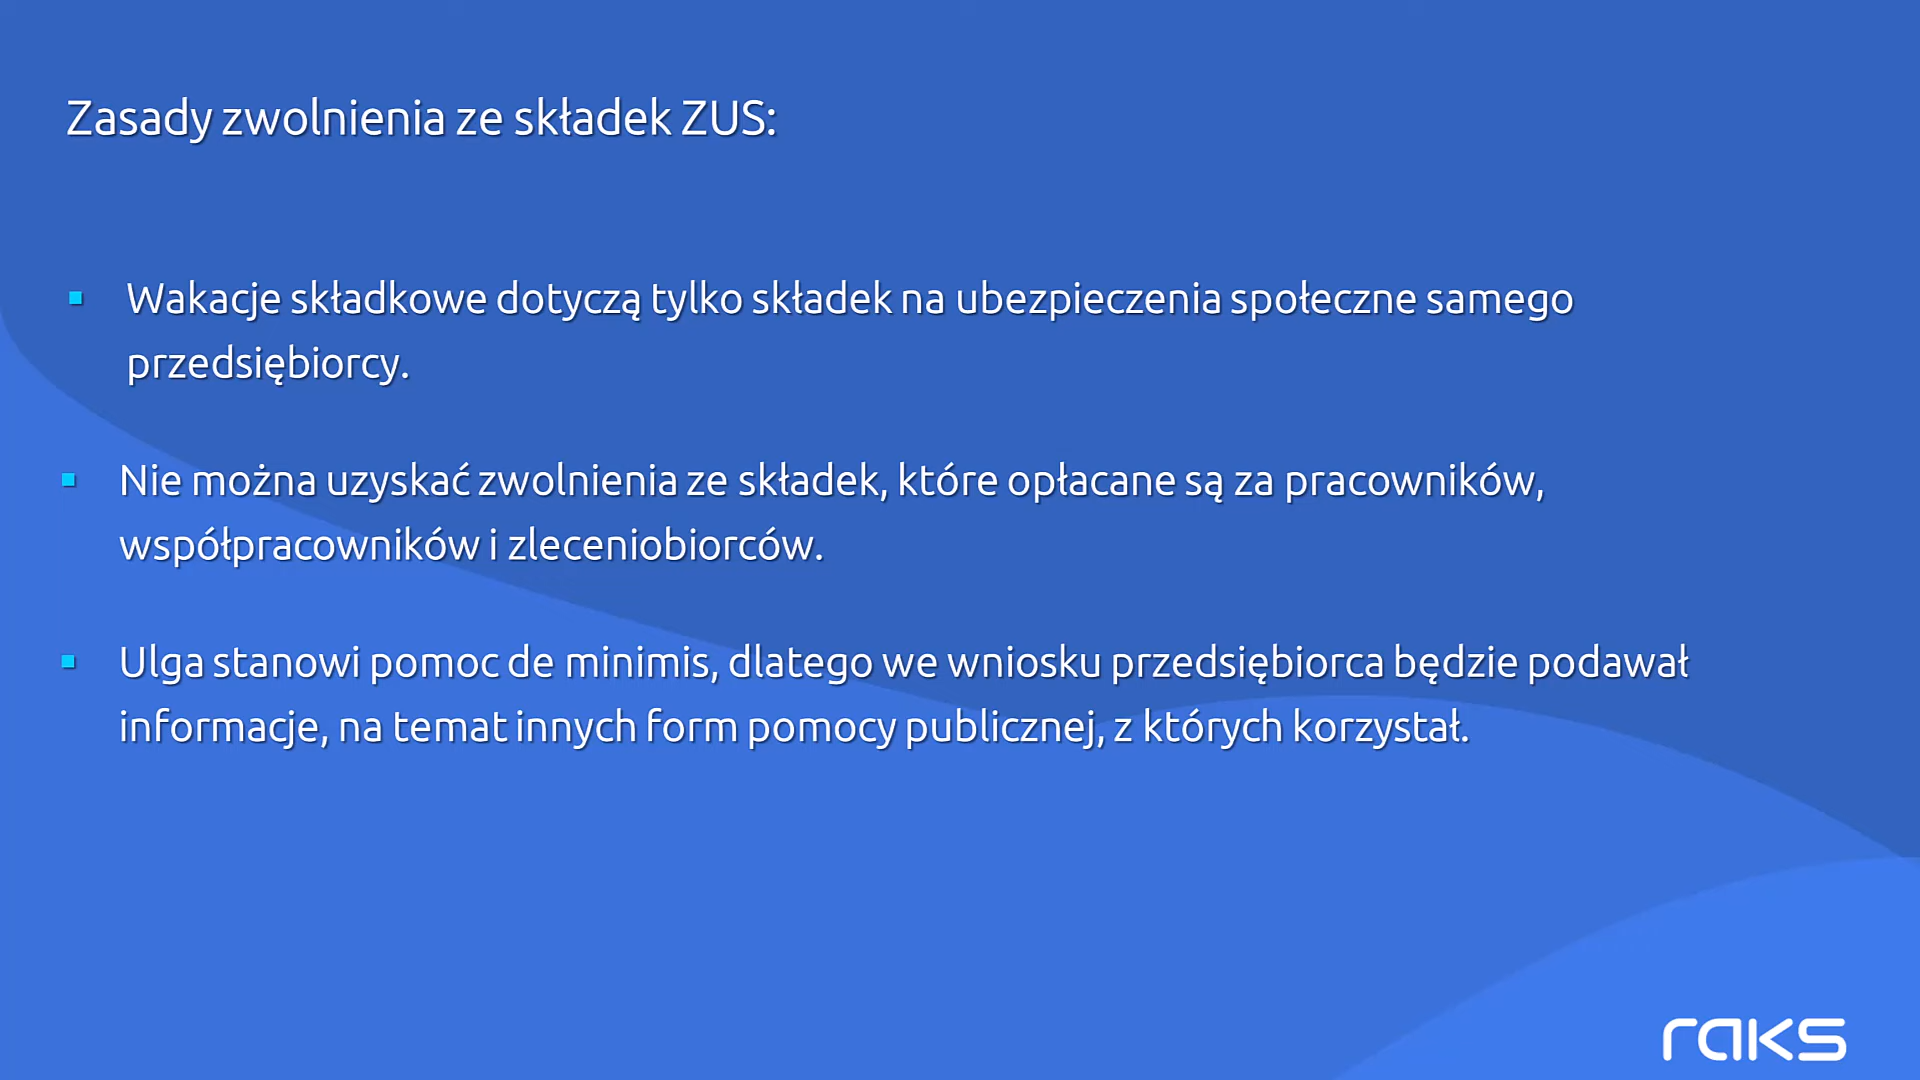 Zasady zwolnienia ze składek ZUS:
▪ Wakacje składkowe dotyczą tylko składek na ubezpieczenia społeczne samego
przedsiębiorcy.
▪ Nie można uzyskać zwolnienia ze składek, które opłacane są za pracowników,
współpracowników i zleceniobiorców.
▪ Ulga stanowi pomoc de minimis, dlatego we wniosku przedsiębiorca będzie podawał
informacje, na temat innych form pomocy publicznej, z których korzystał.
raks